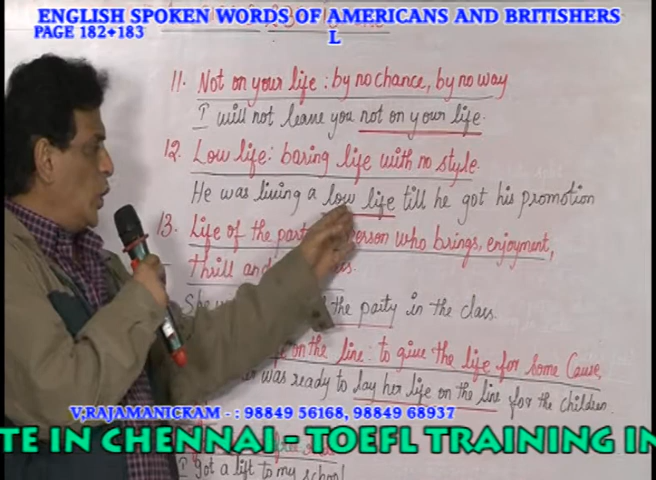 ENGLISH SPOKEN WORDS OF AMERICANS AND BRITISHERS
PAGE 182+183
L
11. Not on your life : by no chance, by no way
I will not leave you not on your life.
12. Low life : baring life with no style.
He was living a low life till he got his promotion
13. Life of the part person who brings, enjoyment,
Thrill and
She the party in the class.
on the line : to give the life for some Cause.
was ready to lay her life on the line for the children.
V;RAJAMANICKAM - : 98849 56168, 98849 68937
TE IN CHENNAI - TOEFL TRAINING IN
I got a lift to my school